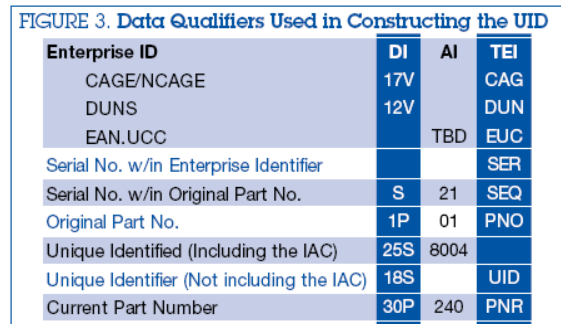 FIGURE 3. Data Qualifiers Used in Constructing the UID
Enterprise ID DI AI TEI
CAGE/NCAGE 17V CAG
DUNS 12V DUN
EAN.UCC TBD EUC
Serial No. w/in Enterprise Identifier SER
Serial No. w/in Original Part No. S 21 SEQ
Original Part No. 1P 01 PNO
Unique Identified (Including the IAC) 25S 8004
Unique Identifier (Not including the IAC) 18S UID
Current Part Number 30P 240 PNR